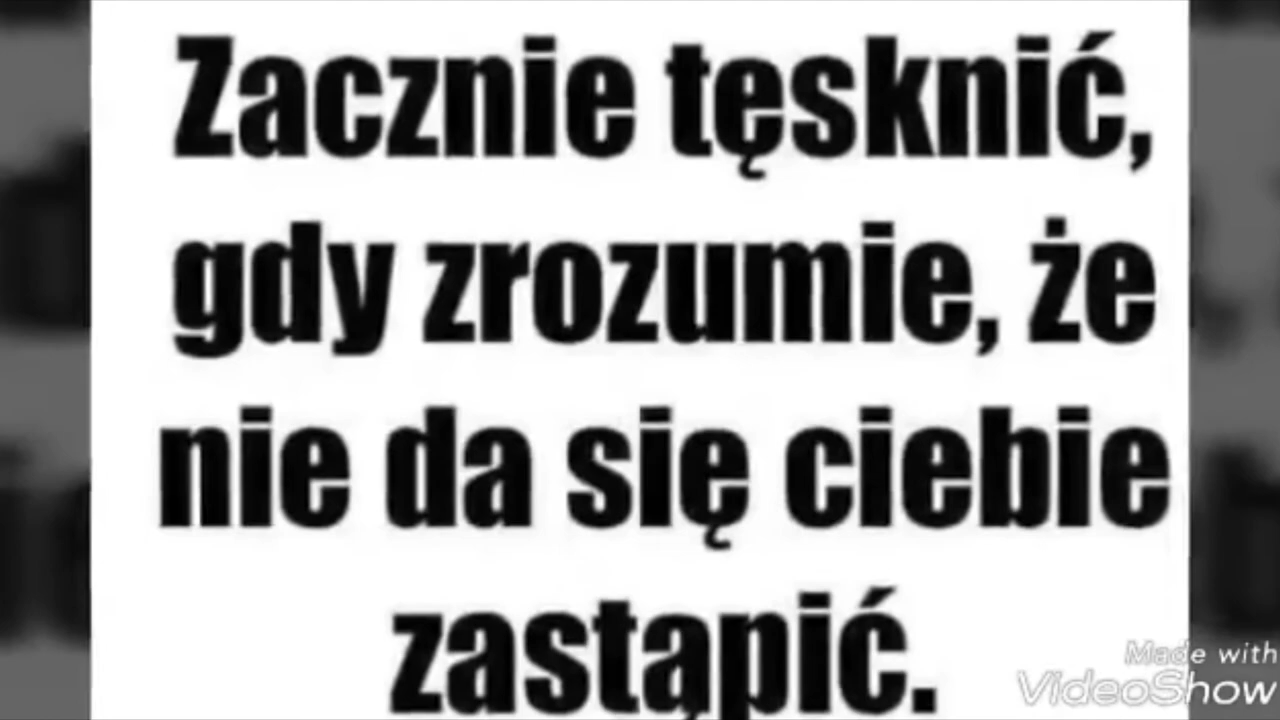 Zacznie tęsknić,
gdy zrozumie, że
nie da się ciebie
zastąpić.
Made with
VideoShow